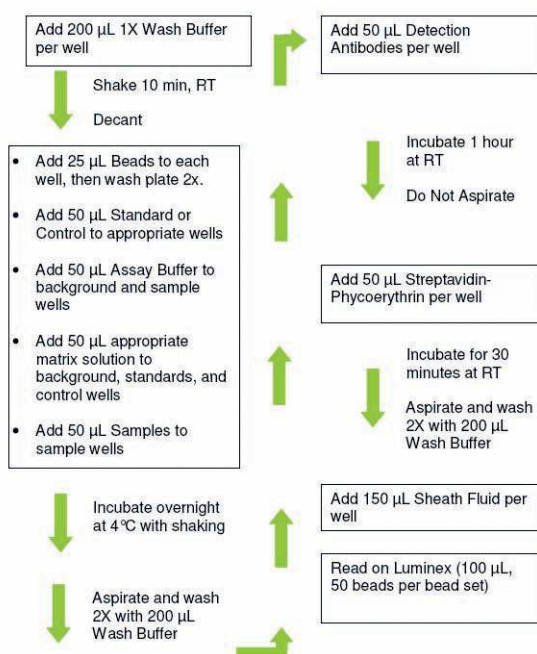 Add 200 µL 1X Wash Buffer
per well
Shake 10 min, RT
Decant
• Add 25 µL Beads to each
well, then wash plate 2x.
• Add 50 µL Standard or
Control to appropriate wells
• Add 50 µL Assay Buffer to
background and sample
wells
• Add 50 µL appropriate
matrix solution to
background, standards, and
control wells
• Add 50 µL Samples to
sample wells
Incubate overnight
at 4°C with shaking
Aspirate and wash
2X with 200 µL
Wash Buffer
Add 50 µL Detection
Antibodies per well
Incubate 1 hour
at RT
Do Not Aspirate
Add 50 µL Streptavidin-
Phycoerythrin per well
Incubate for 30
minutes at RT
Aspirate and wash
2X with 200 µL
Wash Buffer
Add 150 µL Sheath Fluid per
well
Read on Luminex (100 µL,
50 beads per bead set)